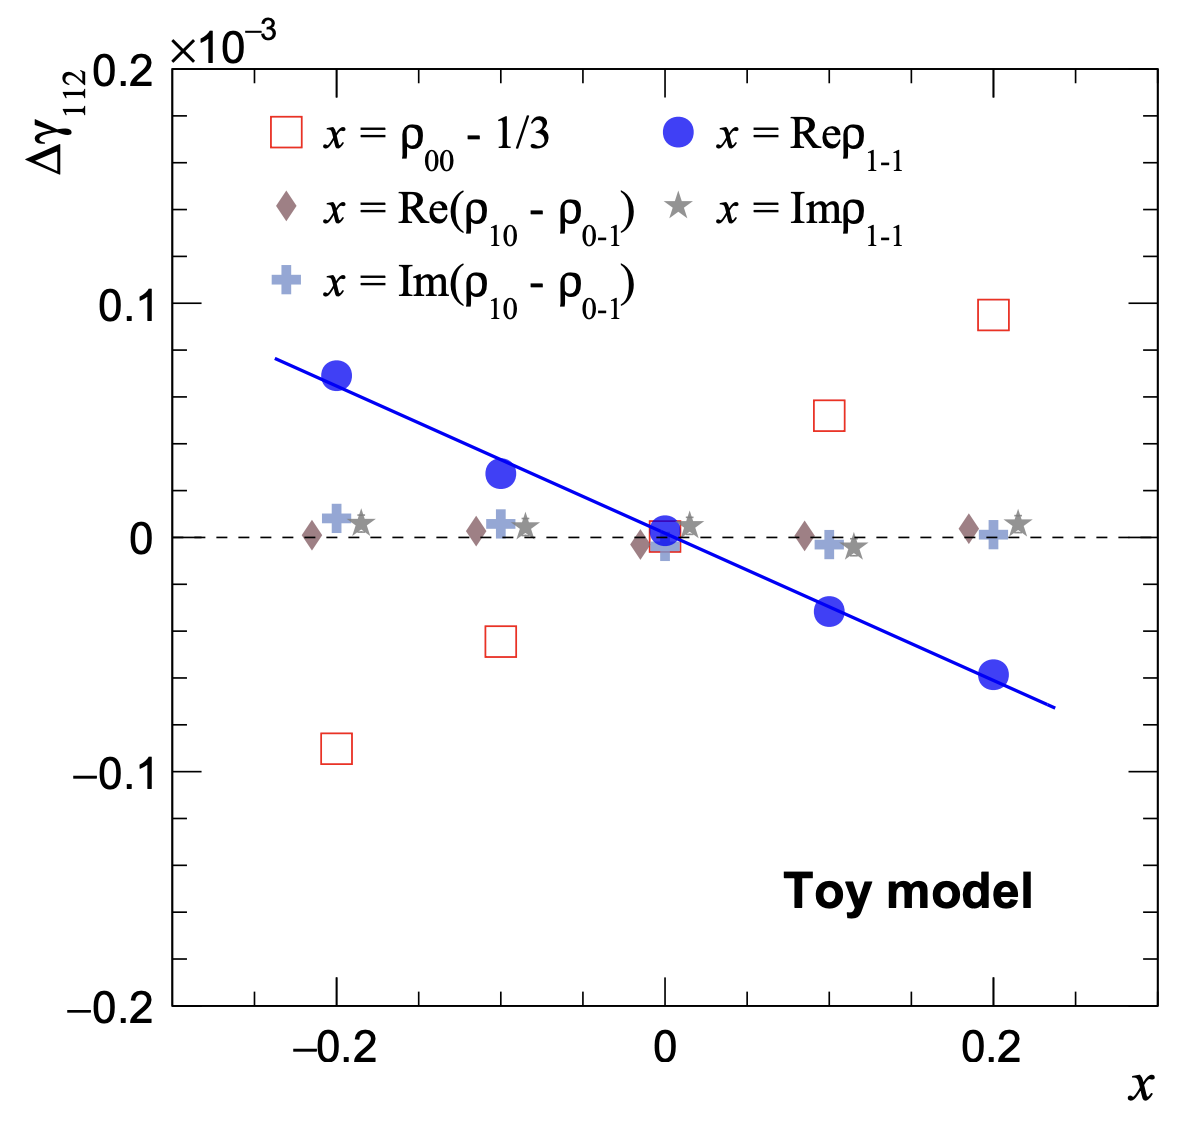 ×10⁻³
Δγ₁₁₂
0.2
0.1
0
−0.1
−0.2
x = ρ₀₀ - 1/3
x = Reρ₁₋₁
x = Re(ρ₁₀ - ρ₀₋₁)
x = Imρ₁₋₁
x = Im(ρ₁₀ - ρ₀₋₁)
Toy model
−0.2
0
0.2
x